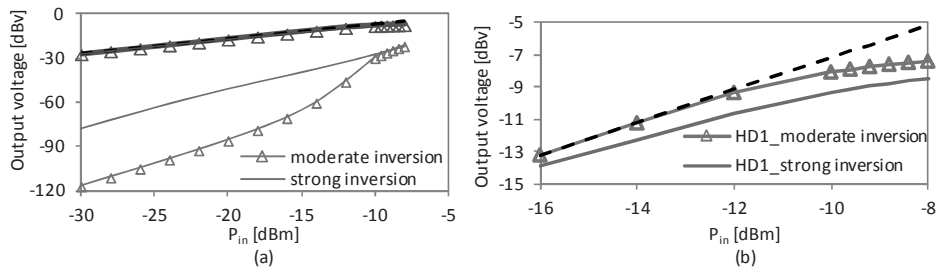 Output voltage [dBv]
0
-30
-60
-90
-120
-30
-25
-20
-15
-10
-5
moderate inversion
strong inversion
P_in [dBm]
(a)
Output voltage [dBv]
-5
-7
-9
-11
-13
-15
-16
-14
-12
-10
-8
HD1_moderate inversion
HD1_strong inversion
P_in [dBm]
(b)